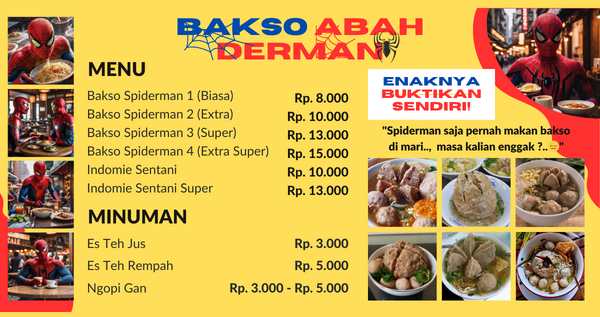 BAKSO ABAH
DERMAN
MENU
Bakso Spiderman 1 (Biasa) Rp. 8.000
Bakso Spiderman 2 (Extra) Rp. 10.000
Bakso Spiderman 3 (Super) Rp. 13.000
Bakso Spiderman 4 (Extra Super) Rp. 15.000
Indomie Sentani Rp. 10.000
Indomie Sentani Super Rp. 13.000
MINUMAN
Es Teh Jus Rp. 3.000
Es Teh Rempah Rp. 5.000
Ngopi Gan Rp. 3.000 - Rp. 5.000
ENAKNYA
BUKTIKAN
SENDIRI!
"Spiderman saja pernah makan bakso
di mari.., masa kalian enggak ?..😁"